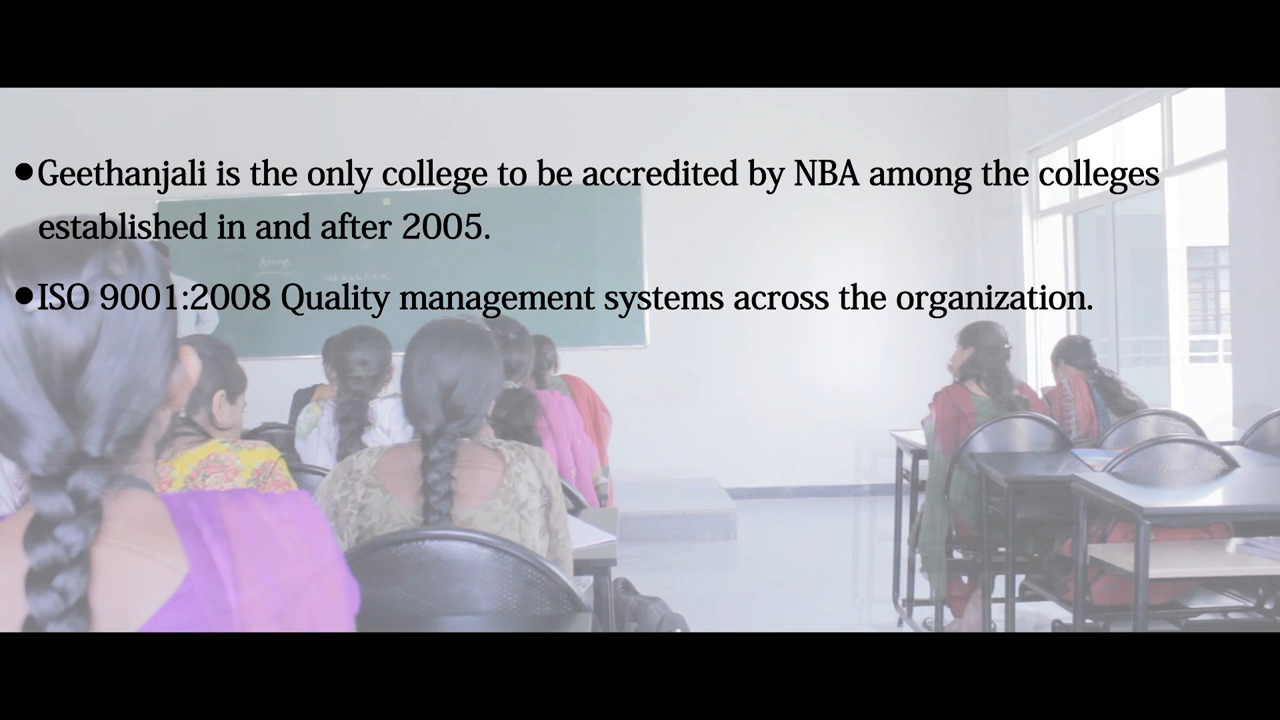 •Geethanjali is the only college to be accredited by NBA among the colleges
established in and after 2005.
•ISO 9001:2008 Quality management systems across the organization.